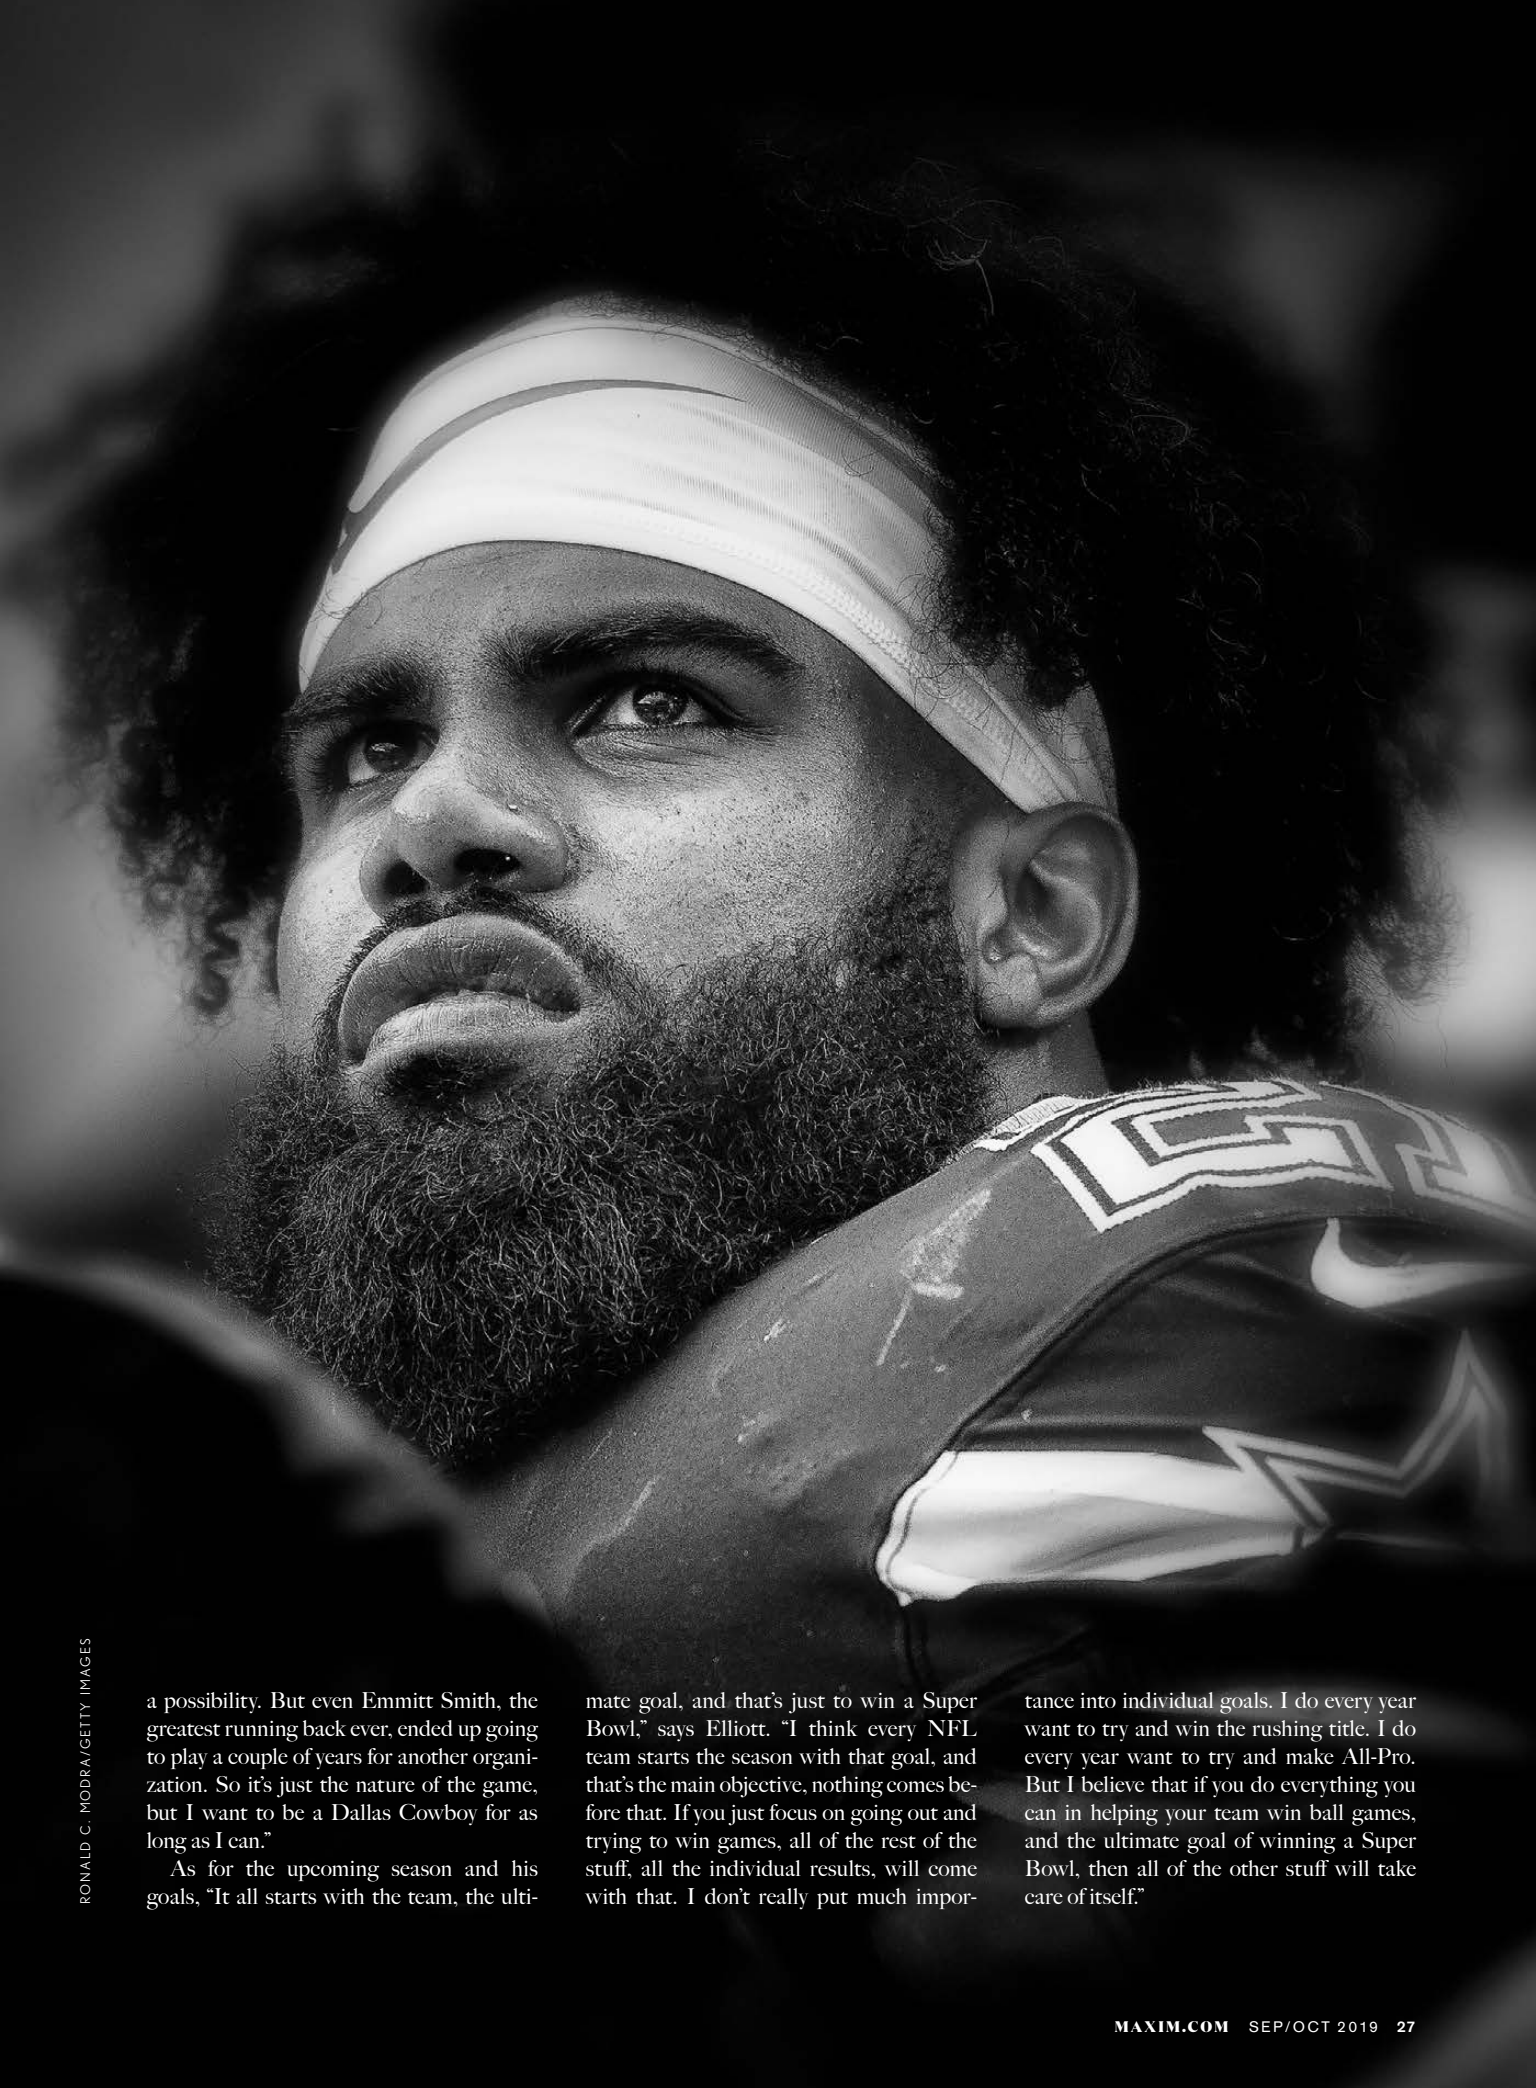 RONALD C. MODRA/GETTY IMAGES
a possibility. But even Emmitt Smith, the
greatest running back ever, ended up going
to play a couple of years for another organi-
zation. So it's just the nature of the game,
but I want to be a Dallas Cowboy for as
long as I can.”
As for the upcoming season and his
goals, “It all starts with the team, the ulti-
mate goal, and that's just to win a Super
Bowl,” says Elliott. “I think every NFL
team starts the season with that goal, and
that's the main objective, nothing comes be-
fore that. If you just focus on going out and
trying to win games, all of the rest of the
stuff, all the individual results, will come
with that. I don't really put much impor-
tance into individual goals. I do every year
want to try and win the rushing title. I do
every year want to try and make All-Pro.
But I believe that if you do everything you
can in helping your team win ball games,
and the ultimate goal of winning a Super
Bowl, then all of the other stuff will take
care of itself.”
MAXIM.COM SEP/OCT 2019 27